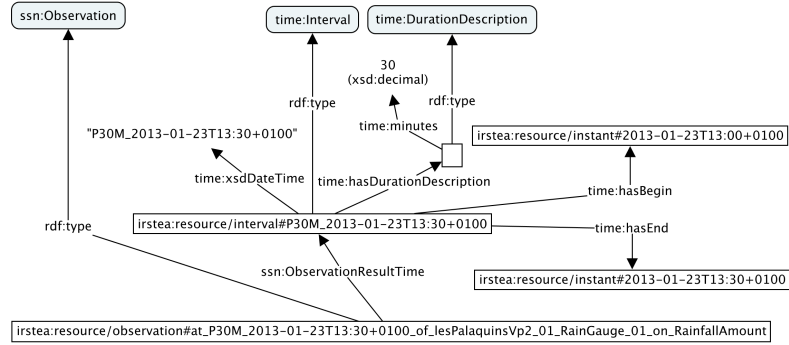 ssn:Observation
time:Interval
time:DurationDescription
30
(xsd:decimal)
rdf:type
rdf:type
time:minutes
"P30M_2013-01-23T13:30+0100"
irstea:resource/instant#2013-01-23T13:00+0100
time:xsdDateTime
time:hasDurationDescription
time:hasBegin
rdf:type
irstea:resource/interval#P30M_2013-01-23T13:30+0100
time:hasEnd
ssn:ObservationResultTime
irstea:resource/instant#2013-01-23T13:30+0100
irstea:resource/observation#at_P30M_2013-01-23T13:30+0100_of_lesPalaquinsVp2_01_RainGauge_01_on_RainfallAmount